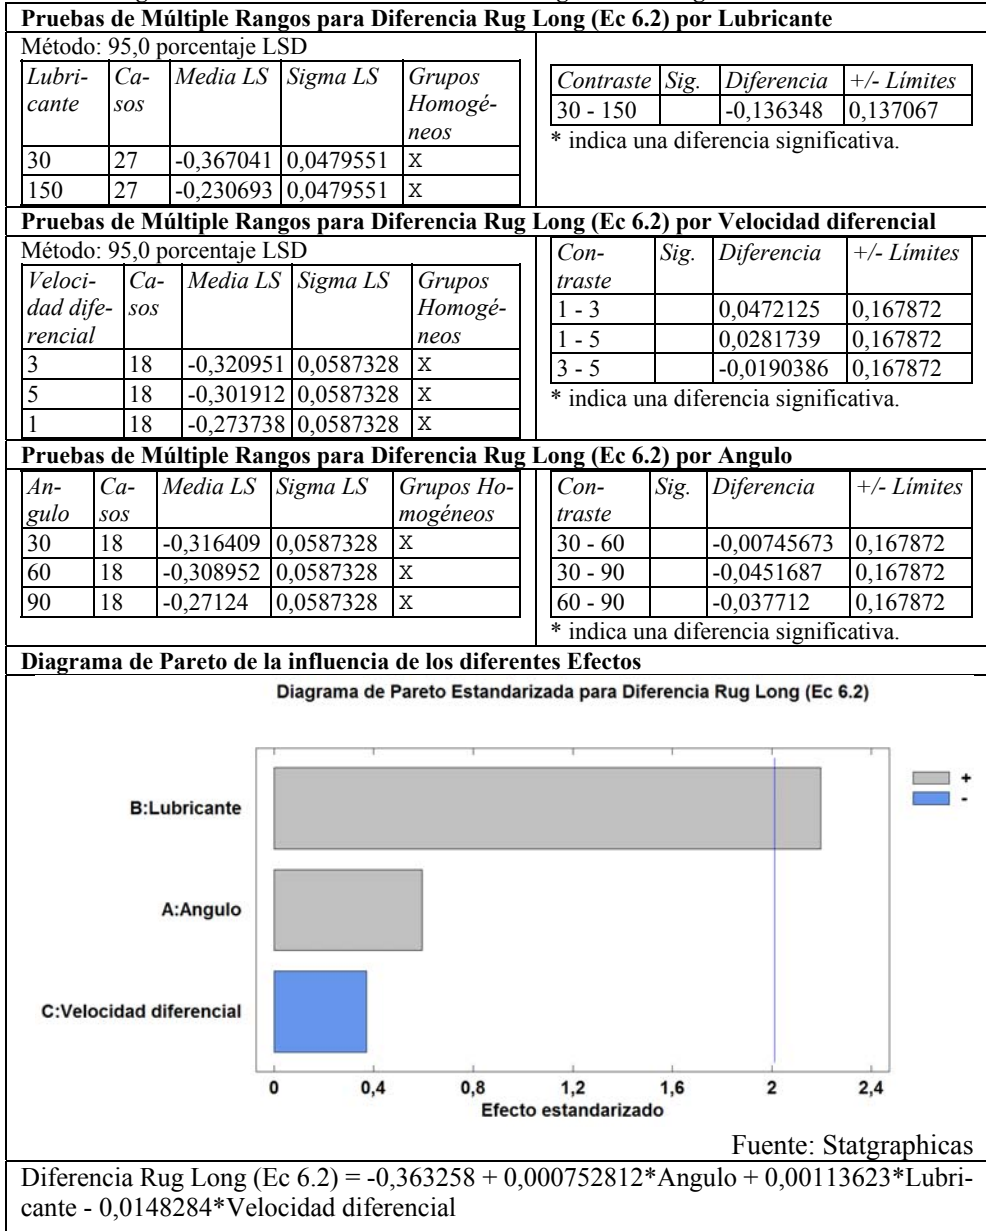 Pruebas de Múltiple Rangos para Diferencia Rug Long (Ec 6.2) por Lubricante
Método: 95,0 porcentaje LSD
Lubri-cante Ca-sos Media LS Sigma LS Grupos Homogé-neos
30 27 -0,367041 0,0479551 X
150 27 -0,230693 0,0479551 X
Contraste Sig. Diferencia +/- Límites
30 - 150 -0,136348 0,137067
* indica una diferencia significativa.
Pruebas de Múltiple Rangos para Diferencia Rug Long (Ec 6.2) por Velocidad diferencial
Método: 95,0 porcentaje LSD
Veloci-dad dife-rencial Ca-sos Media LS Sigma LS Grupos Homogé-neos
3 18 -0,320951 0,0587328 X
5 18 -0,301912 0,0587328 X
1 18 -0,273738 0,0587328 X
Con-traste Sig. Diferencia +/- Límites
1 - 3 0,0472125 0,167872
1 - 5 0,0281739 0,167872
3 - 5 -0,0190386 0,167872
* indica una diferencia significativa.
Pruebas de Múltiple Rangos para Diferencia Rug Long (Ec 6.2) por Angulo
An-gulo Ca-sos Media LS Sigma LS Grupos Ho-mogéneos
30 18 -0,316409 0,0587328 X
60 18 -0,308952 0,0587328 X
90 18 -0,27124 0,0587328 X
Con-traste Sig. Diferencia +/- Límites
30 - 60 -0,00745673 0,167872
30 - 90 -0,0451687 0,167872
60 - 90 -0,037712 0,167872
* indica una diferencia significativa.
Diagrama de Pareto de la influencia de los diferentes Efectos
Diagrama de Pareto Estandarizada para Diferencia Rug Long (Ec 6.2)
+
-
B:Lubricante
A:Angulo
C:Velocidad diferencial
0 0,4 0,8 1,2 1,6 2 2,4
Efecto estandarizado
Fuente: Statgraphicas
Diferencia Rug Long (Ec 6.2) = -0,363258 + 0,000752812*Angulo + 0,00113623*Lubri-
cante - 0,0148284*Velocidad diferencial